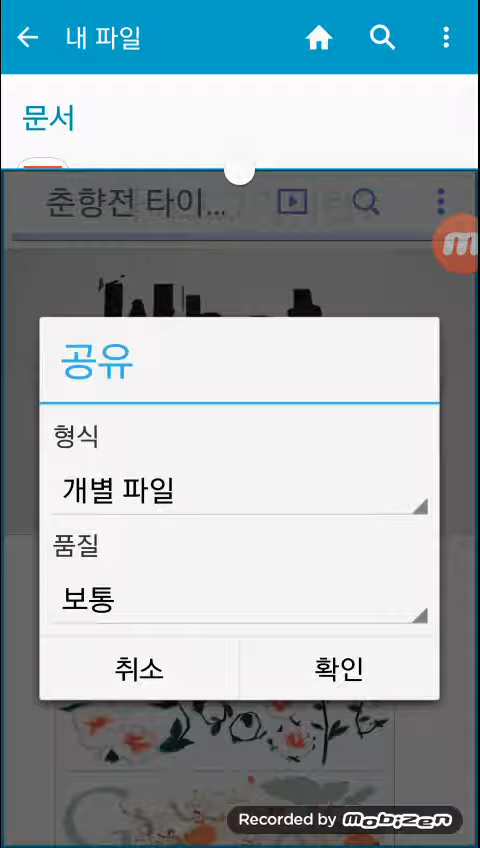 내 파일
문서
춘향전 타이...
공유
형식
개별 파일
품질
보통
취소
확인
Recorded by Mobizen